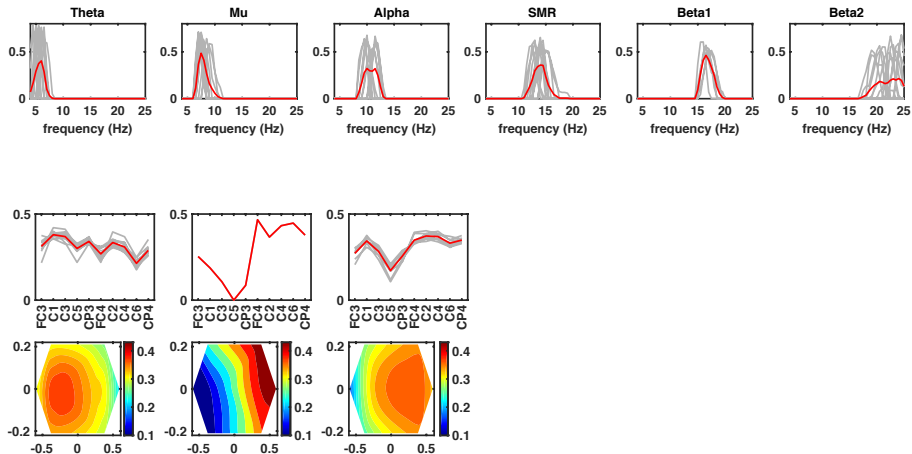 Theta Mu Alpha SMR Beta1 Beta2
0.5 0.5 0.5 0.5 0.5 0.5
0 0 0 0 0 0
5 10 15 20 25 5 10 15 20 25 5 10 15 20 25 5 10 15 20 25 5 10 15 20 25 5 10 15 20 25
frequency (Hz) frequency (Hz) frequency (Hz) frequency (Hz) frequency (Hz) frequency (Hz)
0.5 0.5 0.5
0 0 0
FC3 C1 C3 C5 CP3 FC4 C2 C4 C6 CP4 FC3 C1 C3 C5 CP3 FC4 C2 C4 C6 CP4 FC3 C1 C3 C5 CP3 FC4 C2 C4 C6 CP4
0.2 0.4 0.2 0.4 0.2 0.4
0.3 0.3 0.3
0 0 0
0.2 0.2 0.2
-0.2 0.1 -0.2 0.1 -0.2 0.1
-0.5 0 0.5 -0.5 0 0.5 -0.5 0 0.5